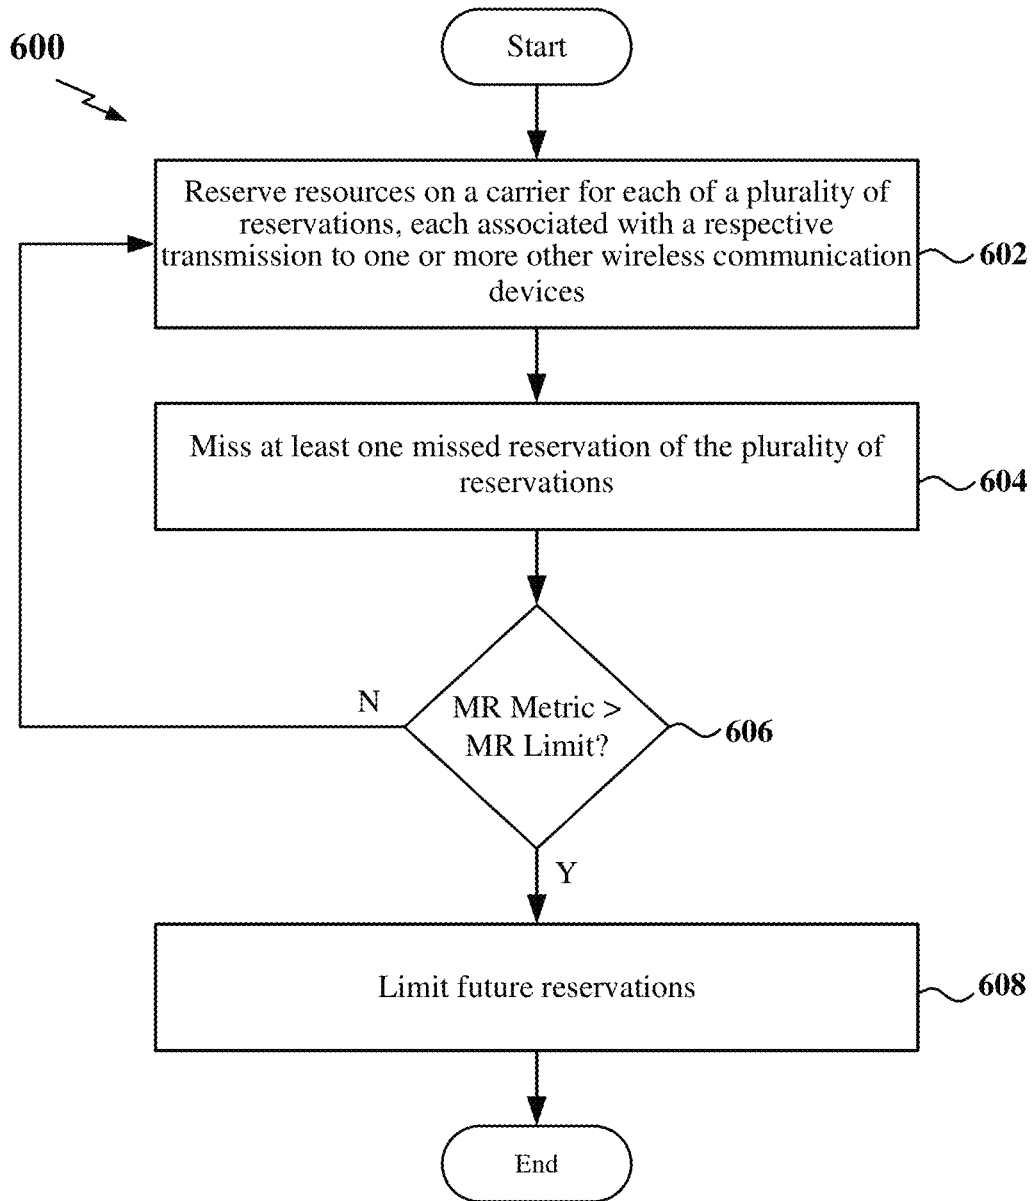 600
Start
Reserve resources on a carrier for each of a plurality of
reservations, each associated with a respective
transmission to one or more other wireless communication
devices
602
Miss at least one missed reservation of the plurality of
reservations
604
MR Metric >
MR Limit?
606
N
Y
Limit future reservations
608
End